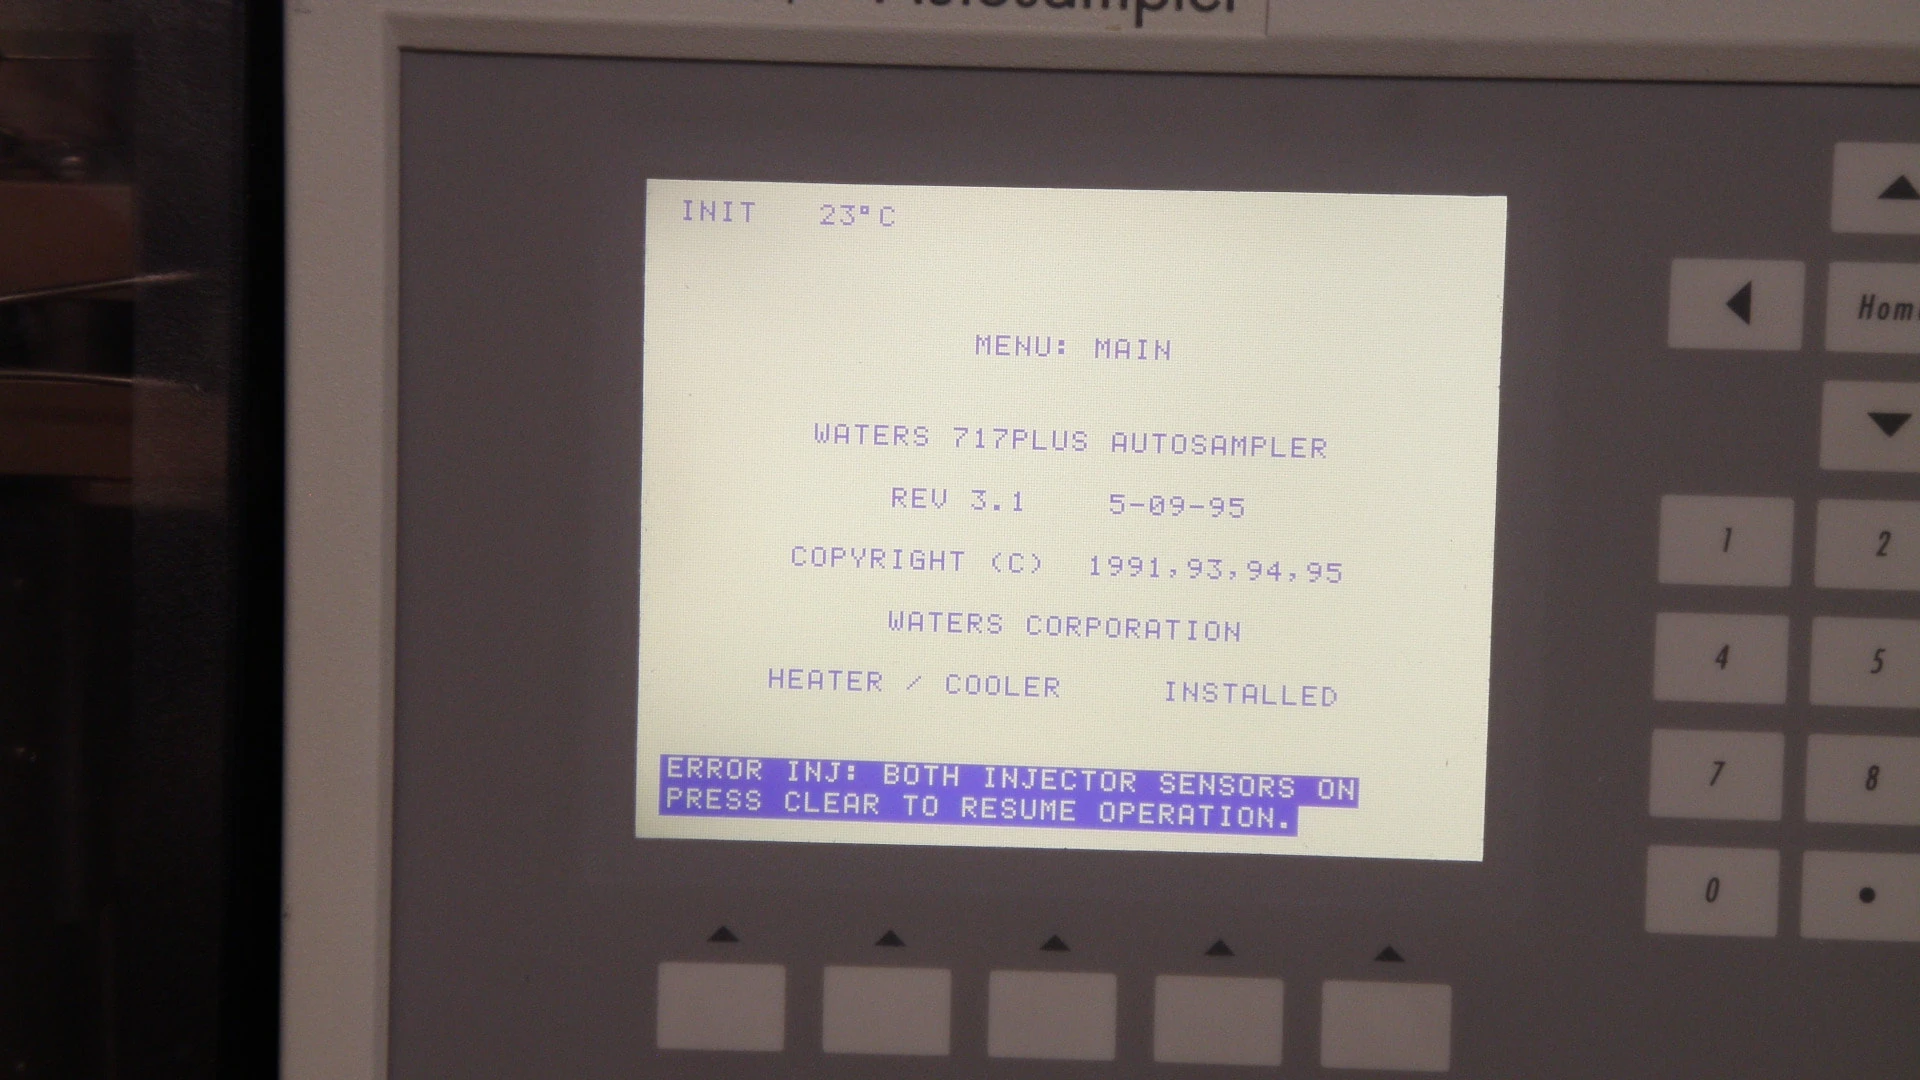 Autosampler
INIT 23°C
MENU: MAIN
WATERS 717PLUS AUTOSAMPLER
REV 3.1 5-09-95
COPYRIGHT (C) 1991,93,94,95
WATERS CORPORATION
HEATER / COOLER INSTALLED
ERROR INJ: BOTH INJECTOR SENSORS ON
PRESS CLEAR TO RESUME OPERATION.
Home
1 2
4 5
7 8
0 •